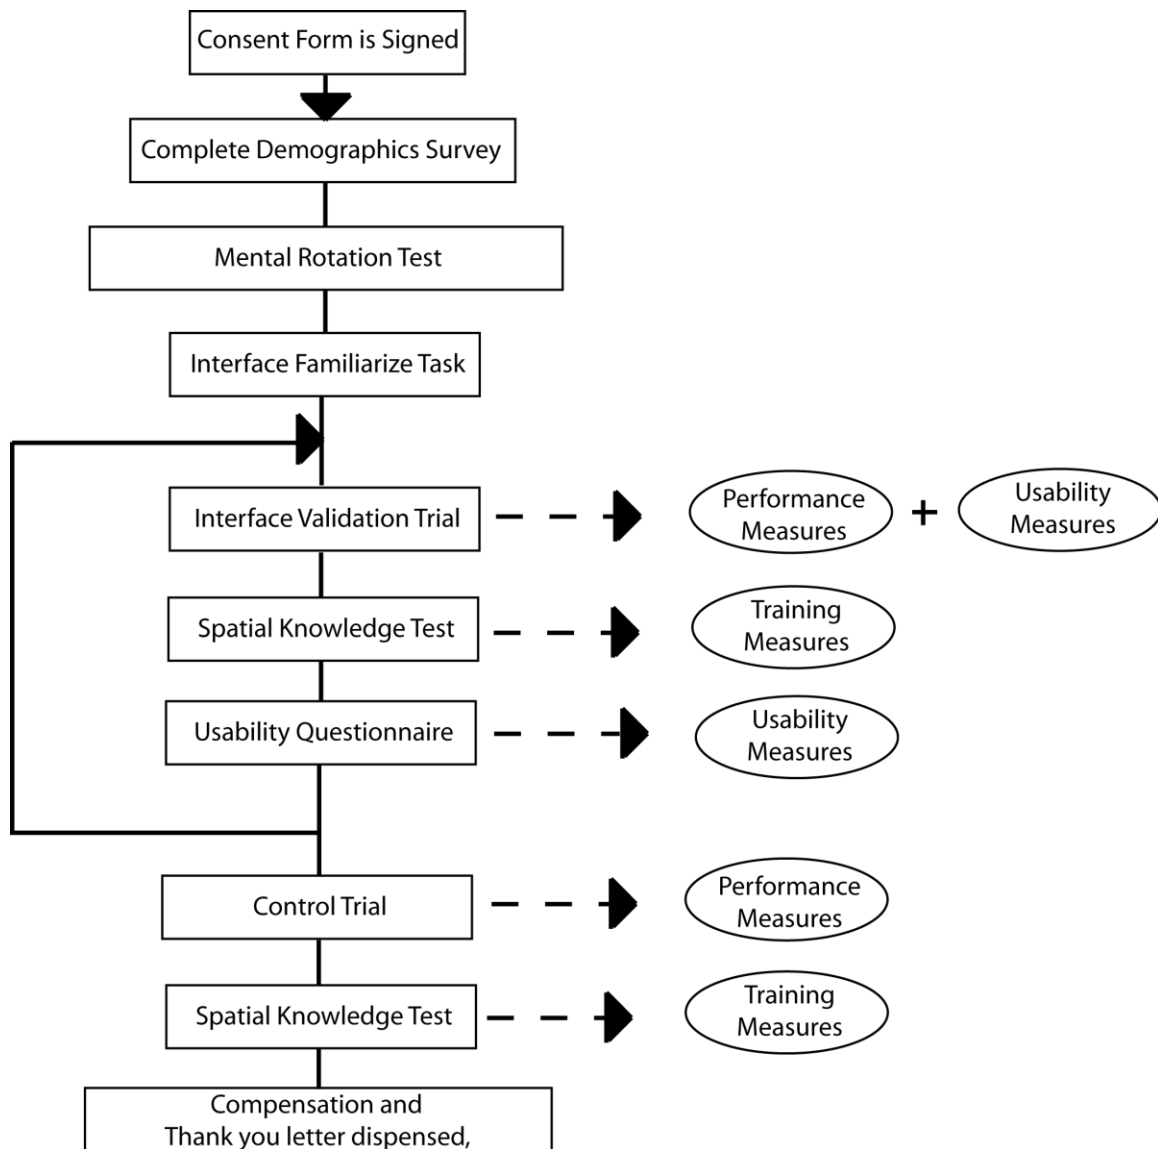 Consent Form is Signed
Complete Demographics Survey
Mental Rotation Test
Interface Familiarize Task
Interface Validation Trial
Performance
Measures
+
Usability
Measures
Spatial Knowledge Test
Training
Measures
Usability Questionnaire
Usability
Measures
Control Trial
Performance
Measures
Spatial Knowledge Test
Training
Measures
Compensation and
Thank you letter dispensed,